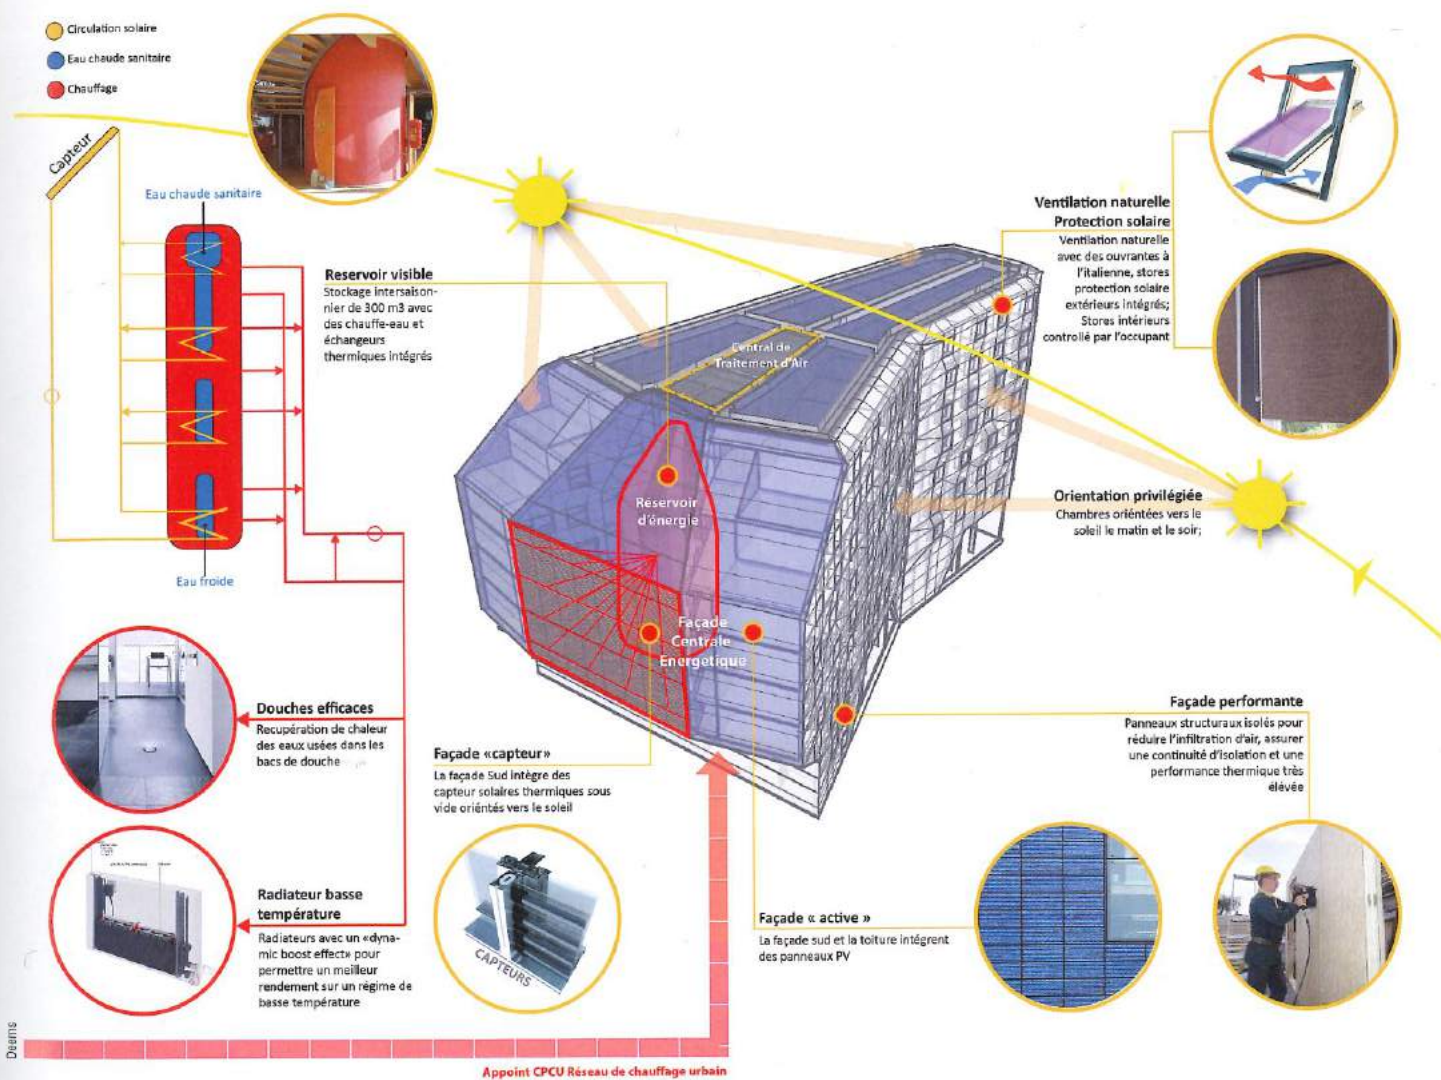 Circulation solaire
Eau chaude sanitaire
Chauffage
Capteur
Eau chaude sanitaire
Eau froide
Reservoir visible
Stockage intersaison-
nier de 300 m3 avec
des chauffe-eau et
échangeurs
thermiques intégrés
Ventilation naturelle
Protection solaire
Ventilation naturelle
avec des ouvrantes à
l'italienne, stores
protection solaire
extérieurs intégrés;
Stores intérieurs
controllé par l'occupant
Central de
Traitement d'Air
Réservoir
d'énergie
Façade
Centrale
Energetique
Orientation privilégiée
Chambres oriéntées vers le
soleil le matin et le soir;
Douches efficaces
Recupération de chaleur
des eaux usées dans les
bacs de douche
Façade «capteur»
La façade Sud intègre des
capteur solaires thermiques sous
vide oriéntés vers le soleil
CAPTEURS
Façade performante
Panneaux structuraux isolés pour
réduire l'infiltration d'air, assurer
une continuité d'isolation et une
performance thermique très
élévée
Radiateur basse
température
Radiateurs avec un «dyna-
mic boost effect» pour
permettre un meilleur
rendement sur un règime de
basse température
Façade « active »
La façade sud et la toiture intégrent
des panneaux PV
Deems
Appoint CPCU Réseau de chauffage urbain